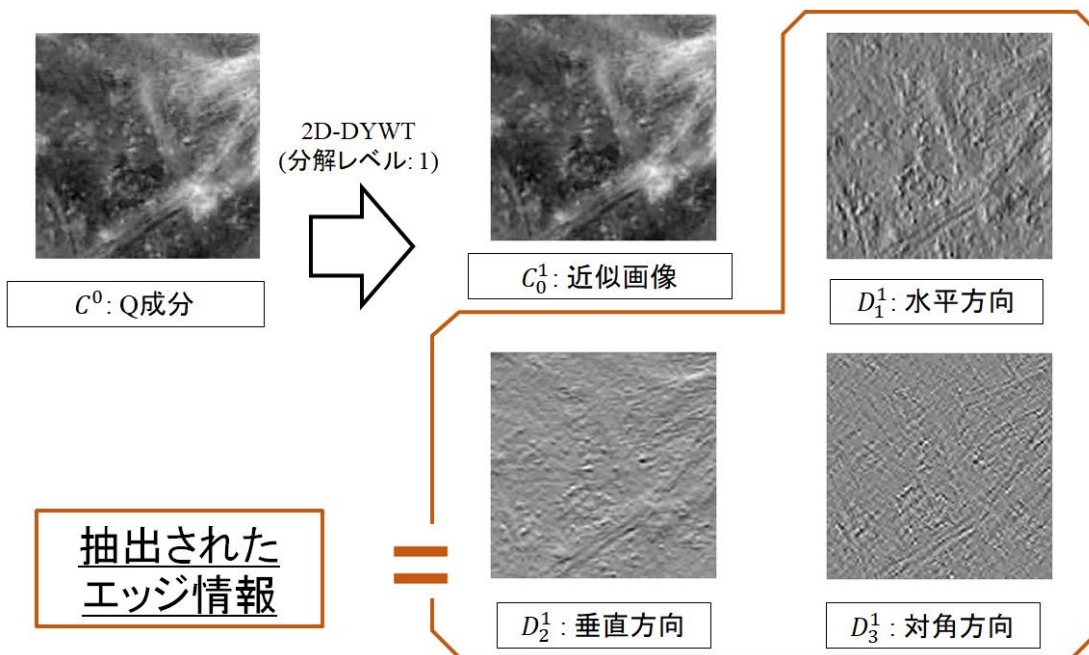 2D-DYWT
(分解レベル: 1)
C⁰: Q成分
C₀¹: 近似画像
D₁¹: 水平方向
D₂¹: 垂直方向
D₃¹: 対角方向
抽出された
エッジ情報